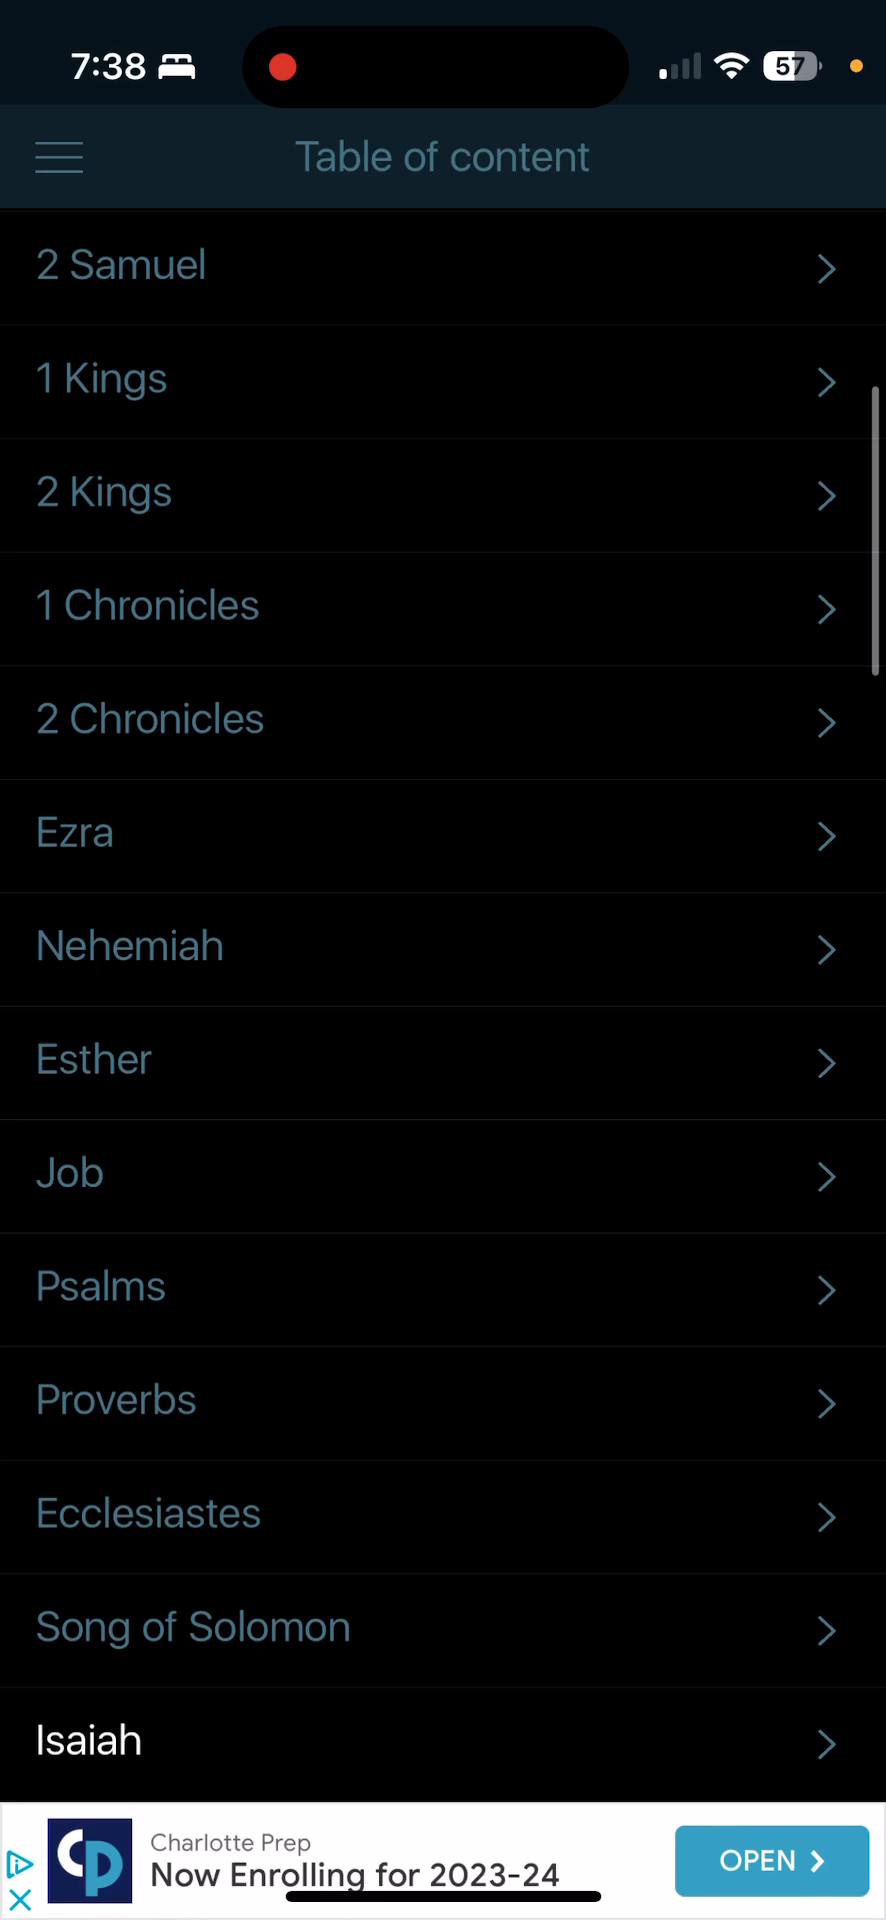 7:38
57
Table of content
2 Samuel
1 Kings
2 Kings
1 Chronicles
2 Chronicles
Ezra
Nehemiah
Esther
Job
Psalms
Proverbs
Ecclesiastes
Song of Solomon
Isaiah
CP
Charlotte Prep
Now Enrolling for 2023-24
OPEN